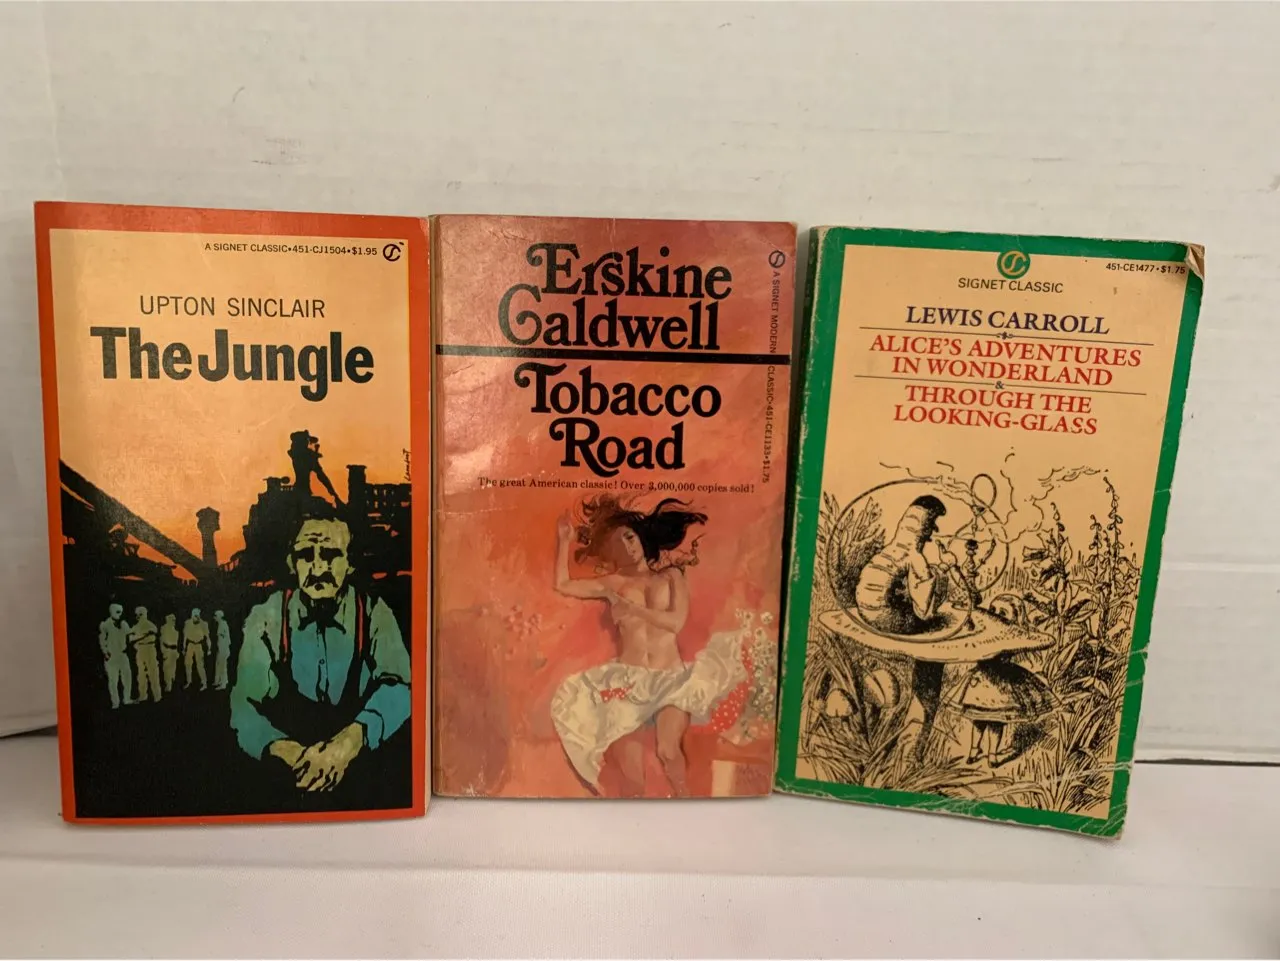 A SIGNET CLASSIC•451-CJ1504•$1.95
UPTON SINCLAIR
The Jungle
Erskine
Caldwell
Tobacco
Road
The great American classic! Over 3,000,000 copies sold!
A SIGNET MODERN CLASSIC•451-CE1133•$1.75
SIGNET CLASSIC
451-CE1477•$1.75
LEWIS CARROLL
ALICE'S ADVENTURES
IN WONDERLAND
&
THROUGH THE
LOOKING-GLASS